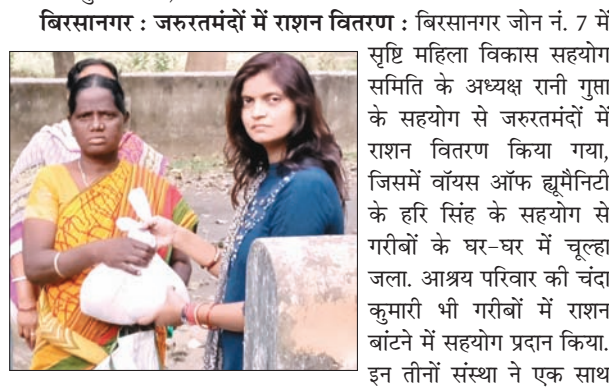 बिरसानगर : जरुरतमंदों में राशन वितरण : बिरसानगर जोन नं. 7 में
सृष्टि महिला विकास सहयोग
समिति के अध्यक्ष रानी गुप्ता
के सहयोग से जरुरतमंदों में
राशन वितरण किया गया,
जिसमें वॉयस ऑफ ह्यूमैनिटी
के हरि सिंह के सहयोग से
गरीबों के घर-घर में चूल्हा
जला. आश्रय परिवार की चंदा
कुमारी भी गरीबों में राशन
बांटने में सहयोग प्रदान किया.
इन तीनों संस्था ने एक साथ